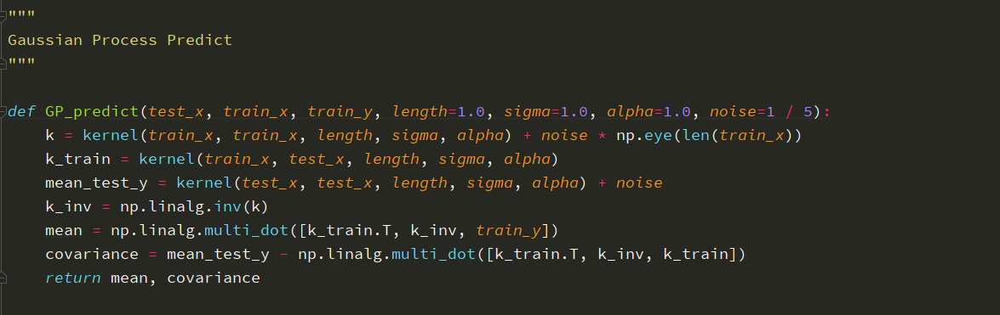 """
Gaussian Process Predict
"""
def GP_predict(test_x, train_x, train_y, length=1.0, sigma=1.0, alpha=1.0, noise=1 / 5):
    k = kernel(train_x, train_x, length, sigma, alpha) + noise * np.eye(len(train_x))
    k_train = kernel(train_x, test_x, length, sigma, alpha)
    mean_test_y = kernel(test_x, test_x, length, sigma, alpha) + noise
    k_inv = np.linalg.inv(k)
    mean = np.linalg.multi_dot([k_train.T, k_inv, train_y])
    covariance = mean_test_y - np.linalg.multi_dot([k_train.T, k_inv, k_train])
    return mean, covariance